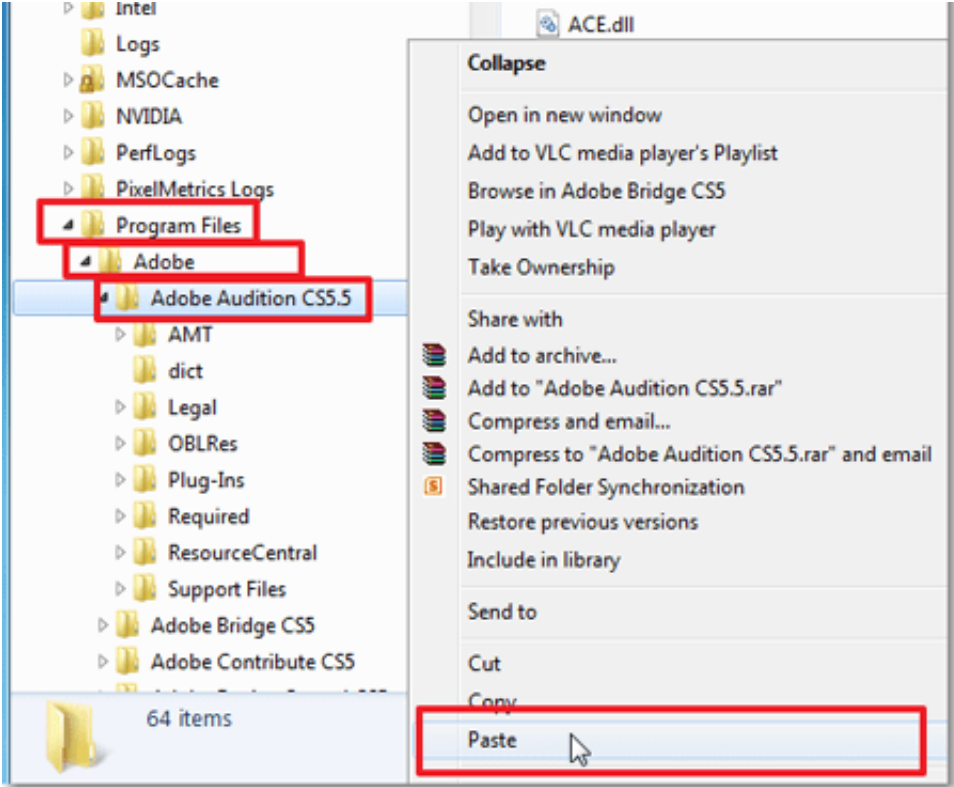 Intel
Logs
MSOCache
NVIDIA
PerfLogs
PixelMetrics Logs
Program Files
Adobe
Adobe Audition CS5.5
AMT
dict
Legal
OBLRes
Plug-Ins
Required
ResourceCentral
Support Files
Adobe Bridge CS5
Adobe Contribute CS5
64 items
ACE.dll
Collapse
Open in new window
Add to VLC media player's Playlist
Browse in Adobe Bridge CS5
Play with VLC media player
Take Ownership
Share with
Add to archive...
Add to "Adobe Audition CS5.5.rar"
Compress and email...
Compress to "Adobe Audition CS5.5.rar" and email
Shared Folder Synchronization
Restore previous versions
Include in library
Send to
Cut
Copy
Paste